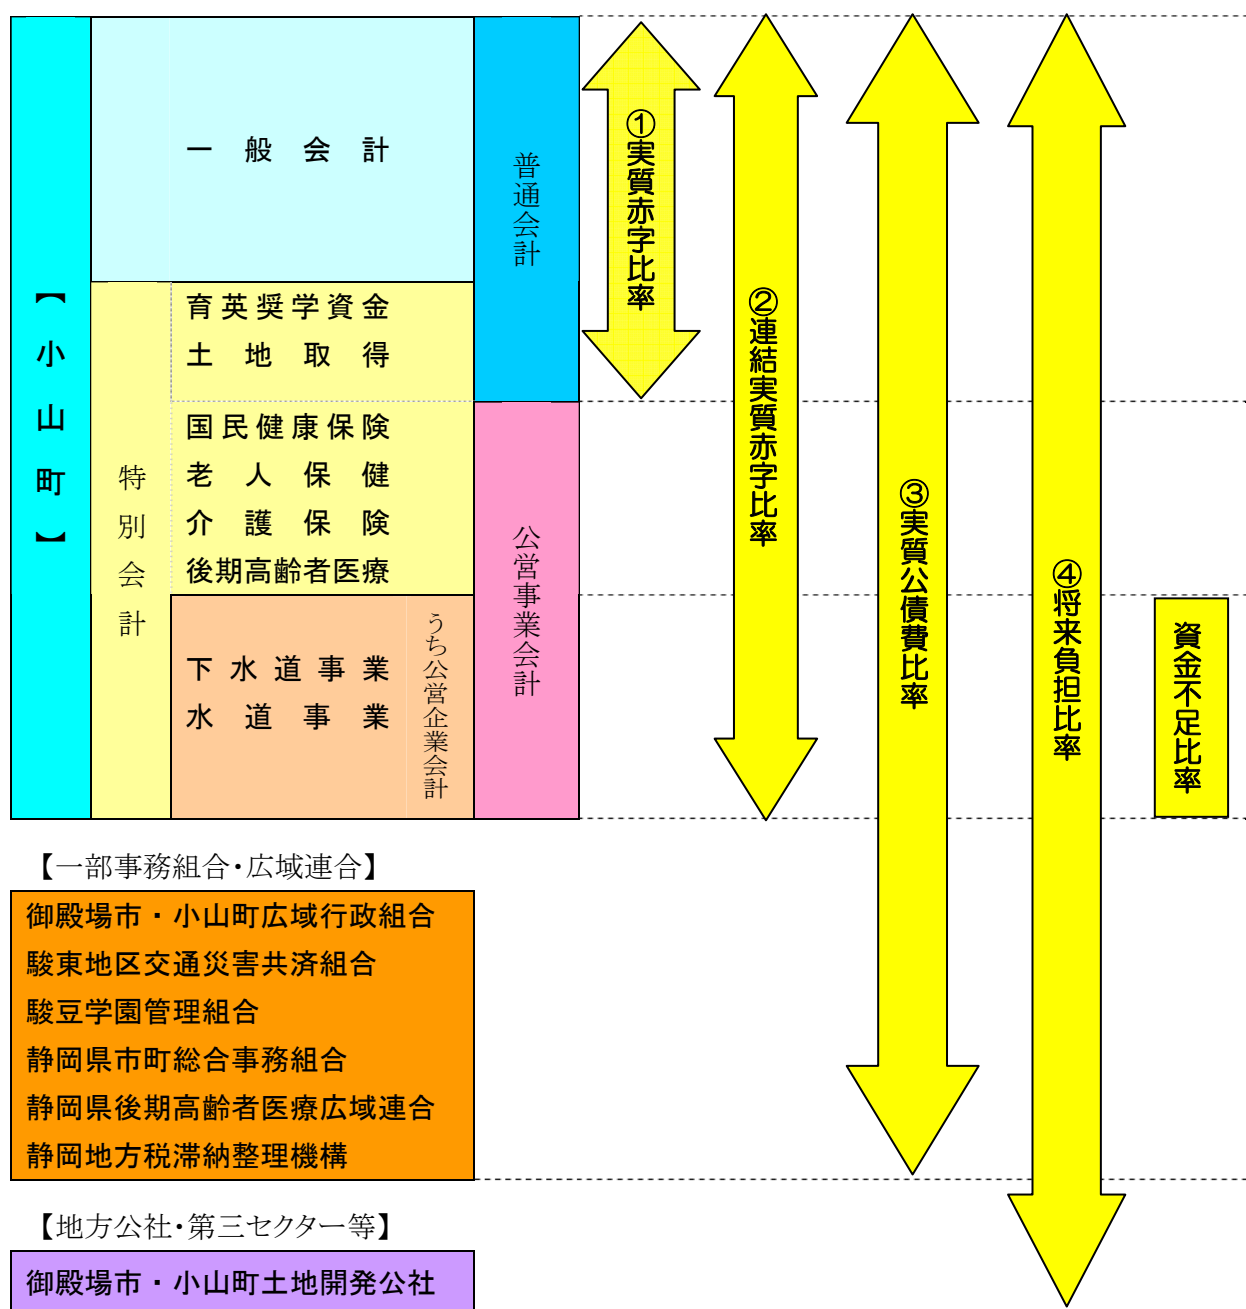 【小山町】
一般会計
特別会計
育英奨学資金
土地取得
国民健康保険
老人保健
介護保険
後期高齢者医療
下水道事業
水道事業
うち公営企業会計
普通会計
公営事業会計
①実質赤字比率
②連結実質赤字比率
③実質公債費比率
④将来負担比率
資金不足比率
【一部事務組合・広域連合】
御殿場市・小山町広域行政組合
駿東地区交通災害共済組合
駿豆学園管理組合
静岡県市町総合事務組合
静岡県後期高齢者医療広域連合
静岡地方税滞納整理機構
【地方公社・第三セクター等】
御殿場市・小山町土地開発公社